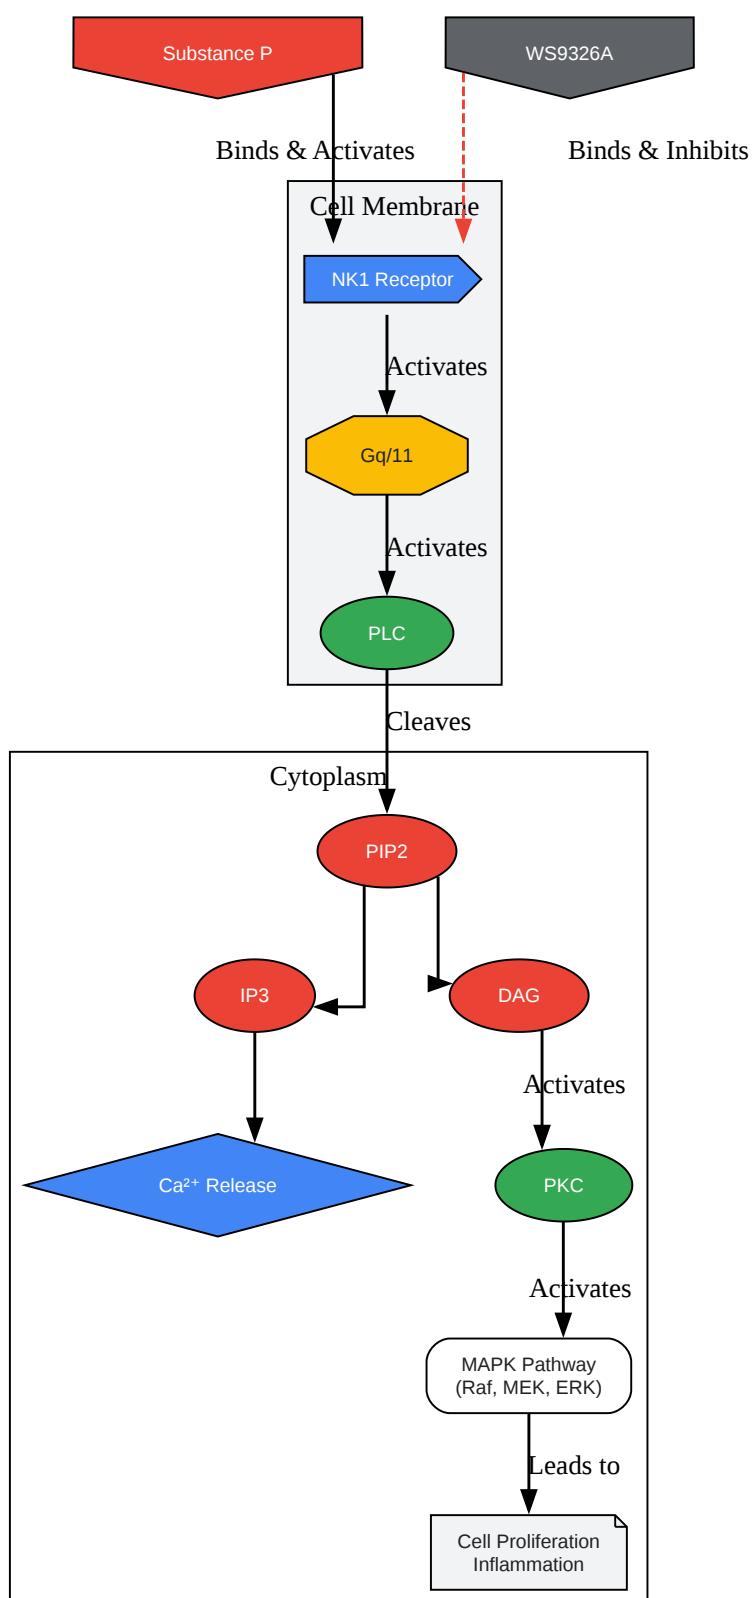 Substance P
WS9326A
Binds & Activates
Binds & Inhibits
Cell Membrane
NK1 Receptor
Activates
Gq/11
Activates
PLC
Cleaves
Cytoplasm
PIP2
IP3
DAG
Activates
Ca²⁺ Release
PKC
Activates
MAPK Pathway
(Raf, MEK, ERK)
Leads to
Cell Proliferation
Inflammation